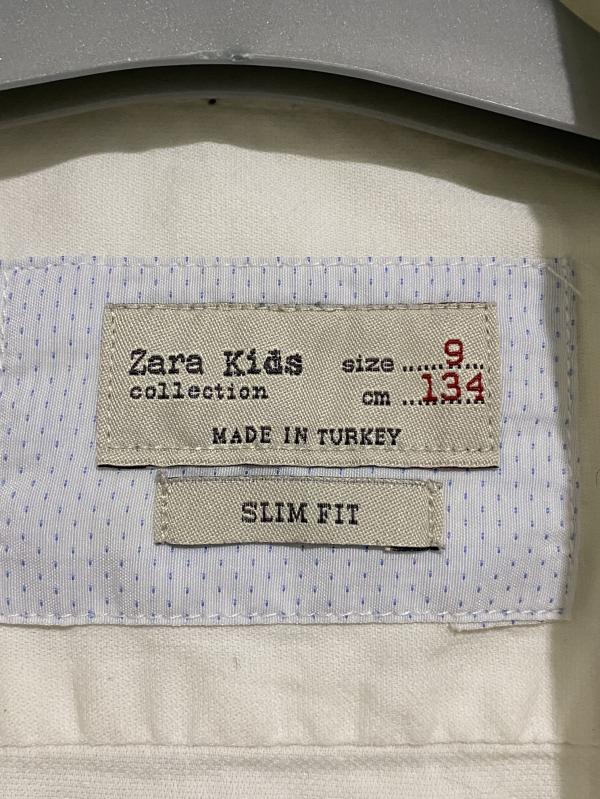 Zara Kids size ......9...
collection cm ...134
MADE IN TURKEY
SLIM FIT